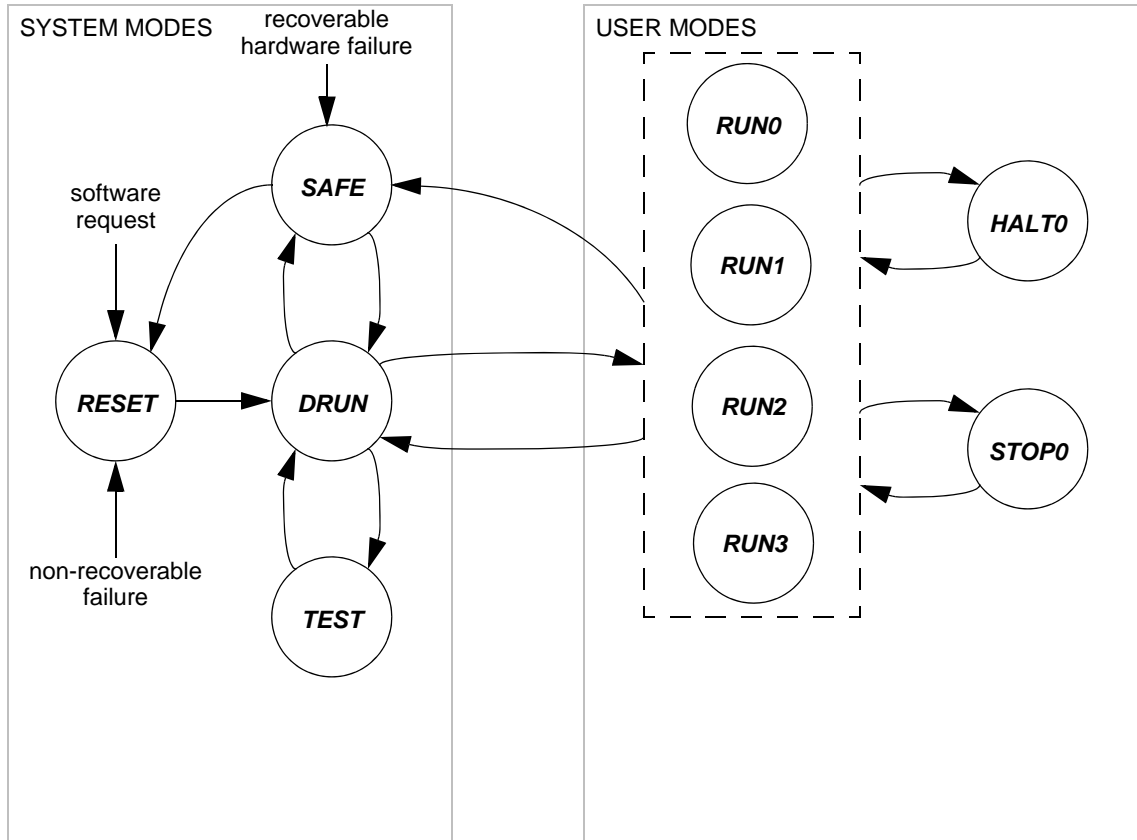 SYSTEM MODES
recoverable
hardware failure
SAFE
software
request
RESET
DRUN
non-recoverable
failure
TEST
USER MODES
RUN0
RUN1
RUN2
RUN3
HALT0
STOP0